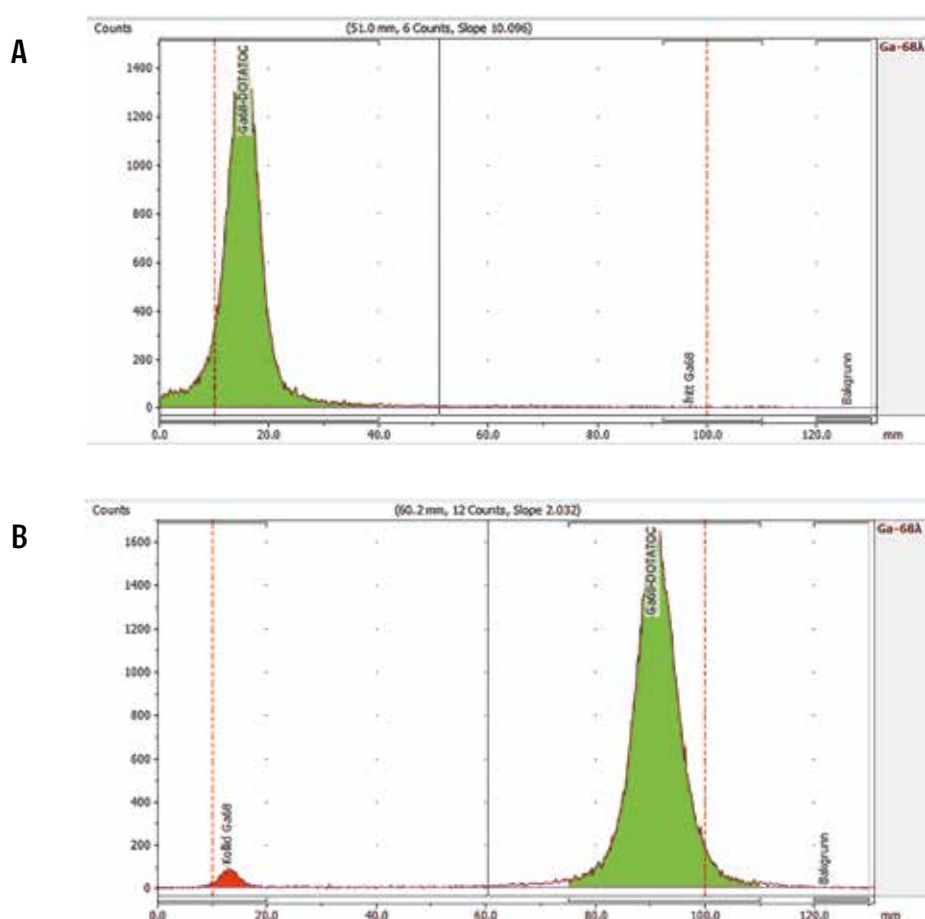 A
Counts
(51.0 mm, 6 Counts, Slope 10.096)
Ga-68λ
1400
1200
1000
800
600
400
200
0
Ga68-DOTATOC
fritt Ga68
Bakgrunn
0.0 20.0 40.0 60.0 80.0 100.0 120.0 mm
B
Counts
(60.2 mm, 12 Counts, Slope 2.032)
Ga-68λ
1600
1400
1200
1000
800
600
400
200
0
Kolloid Ga68
Ga68-DOTATOC
Bakgrunn
0.0 20.0 40.0 60.0 80.0 100.0 120.0 mm